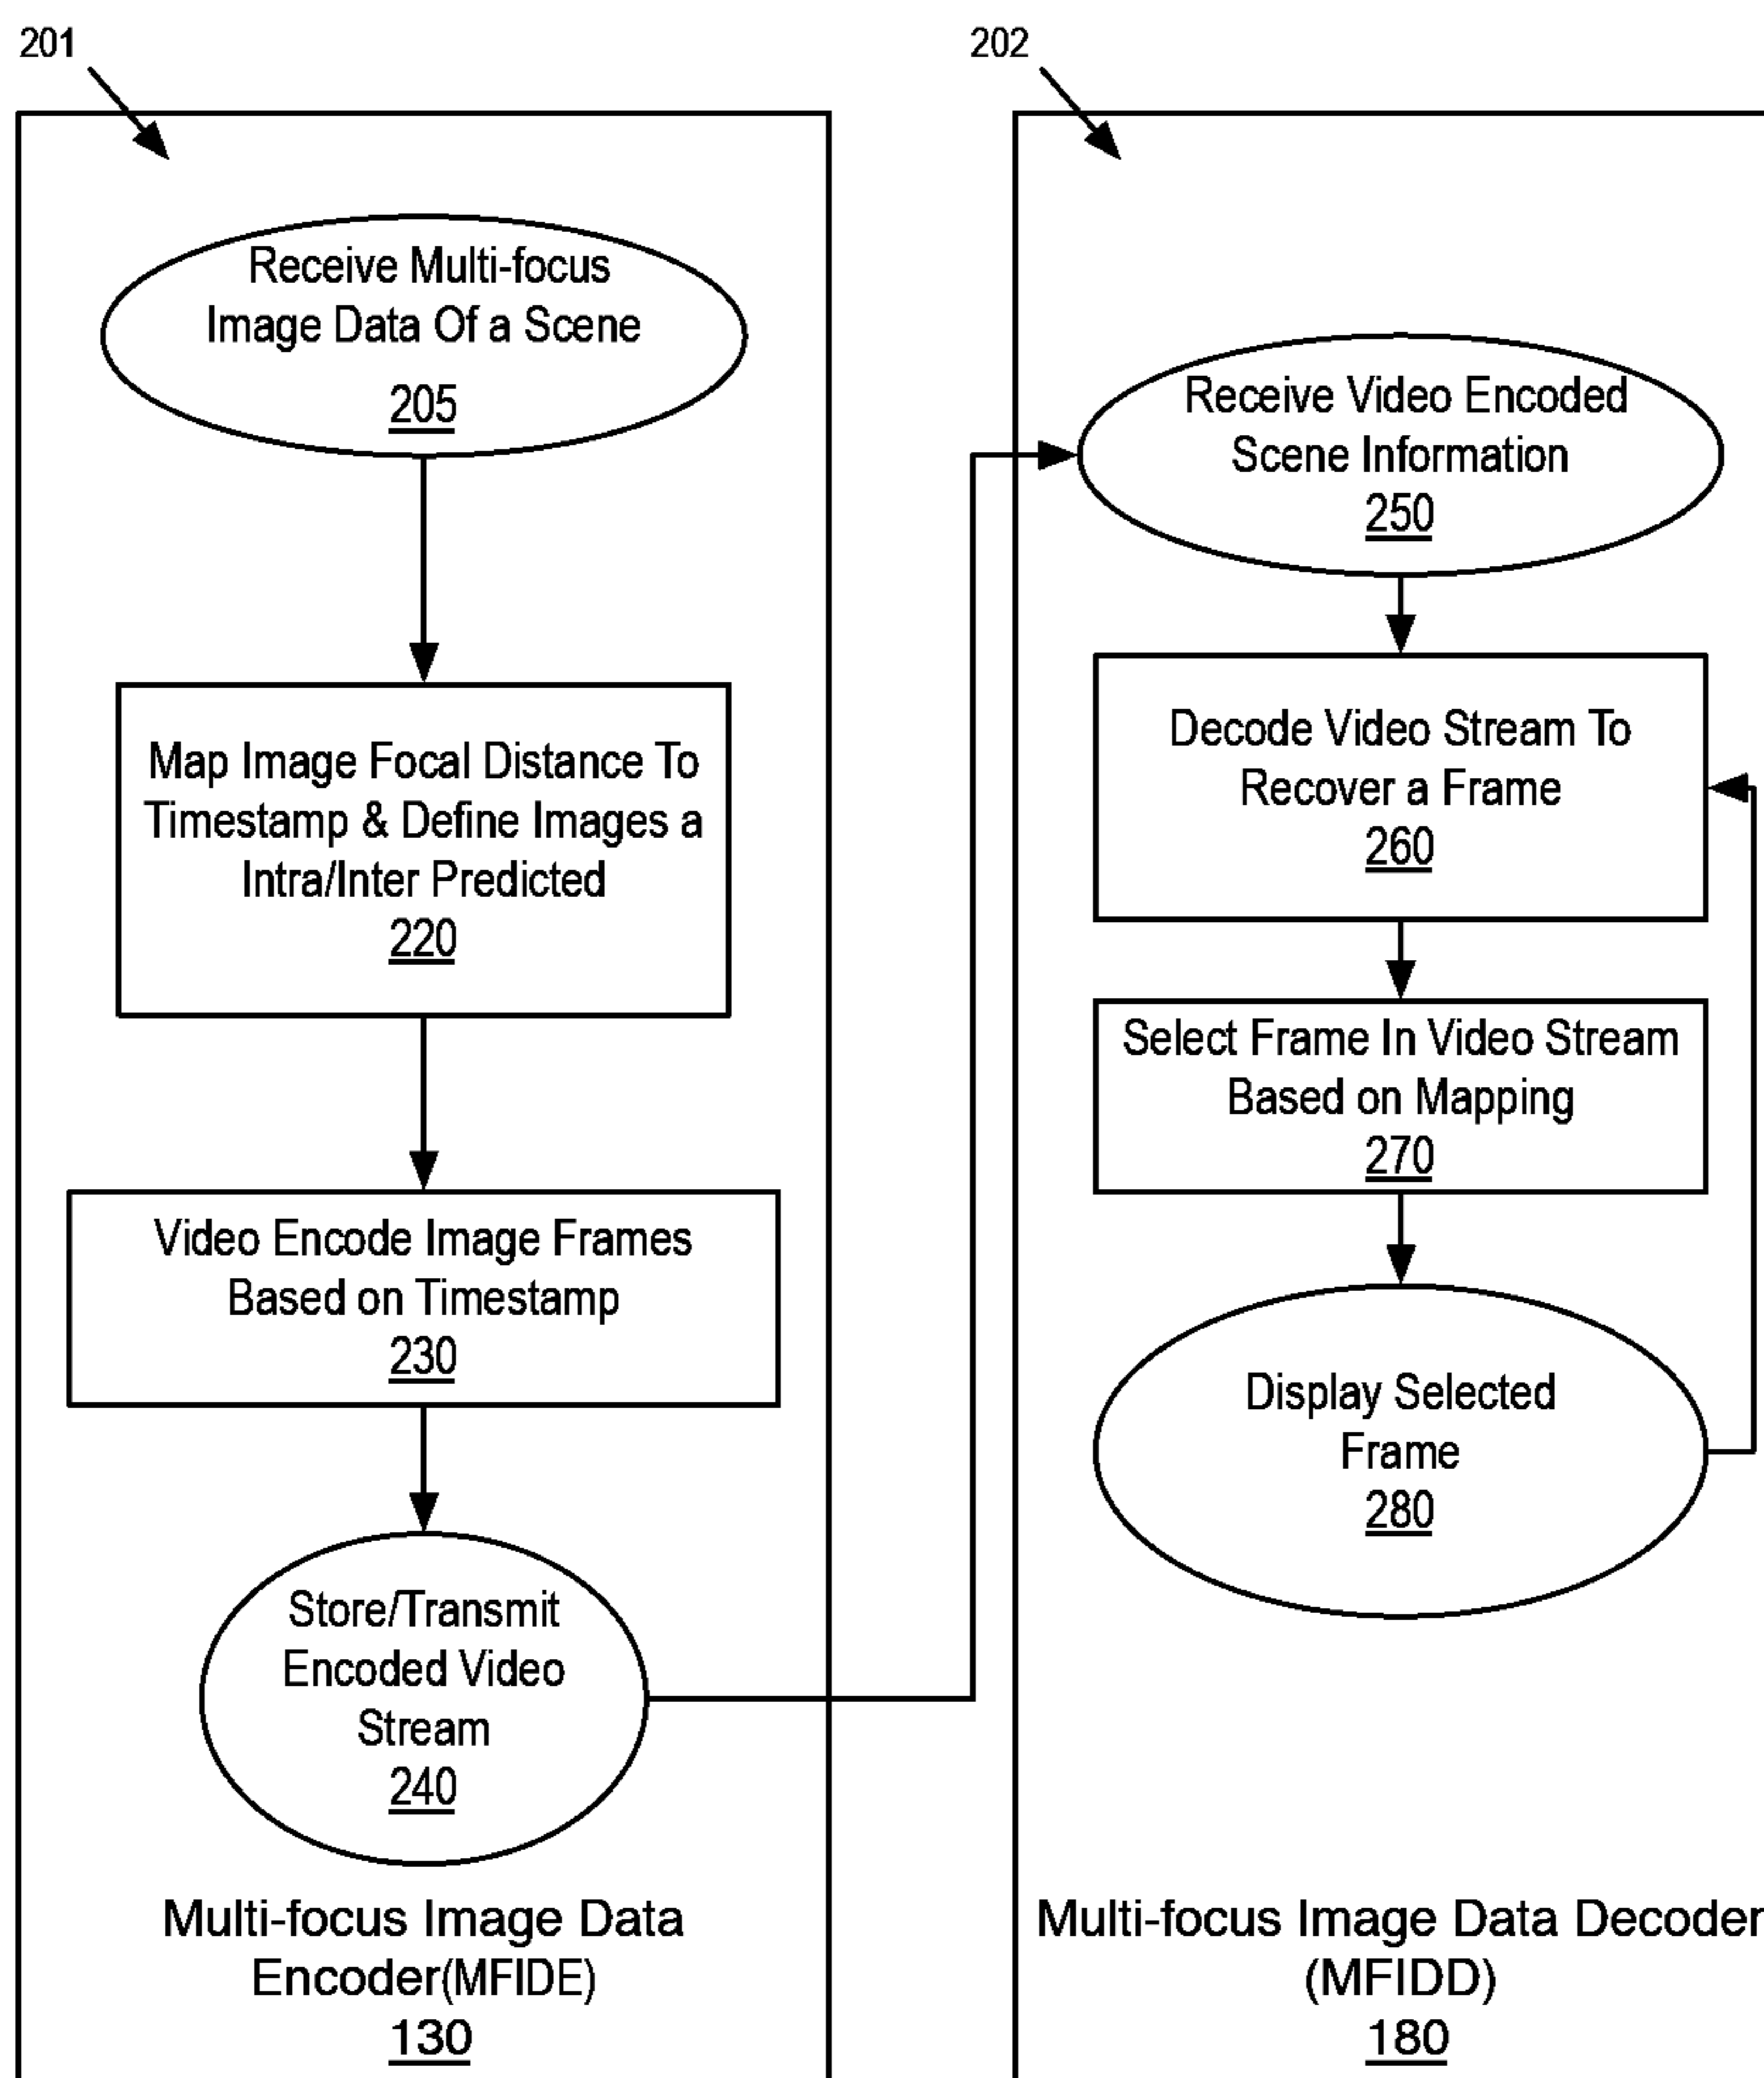 201
Receive Multi-focus
Image Data Of a Scene
205
Map Image Focal Distance To
Timestamp & Define Images a
Intra/Inter Predicted
220
Video Encode Image Frames
Based on Timestamp
230
Store/Transmit
Encoded Video
Stream
240
Multi-focus Image Data
Encoder(MFIDE)
130
202
Receive Video Encoded
Scene Information
250
Decode Video Stream To
Recover a Frame
260
Select Frame In Video Stream
Based on Mapping
270
Display Selected
Frame
280
Multi-focus Image Data Decoder
(MFIDD)
180